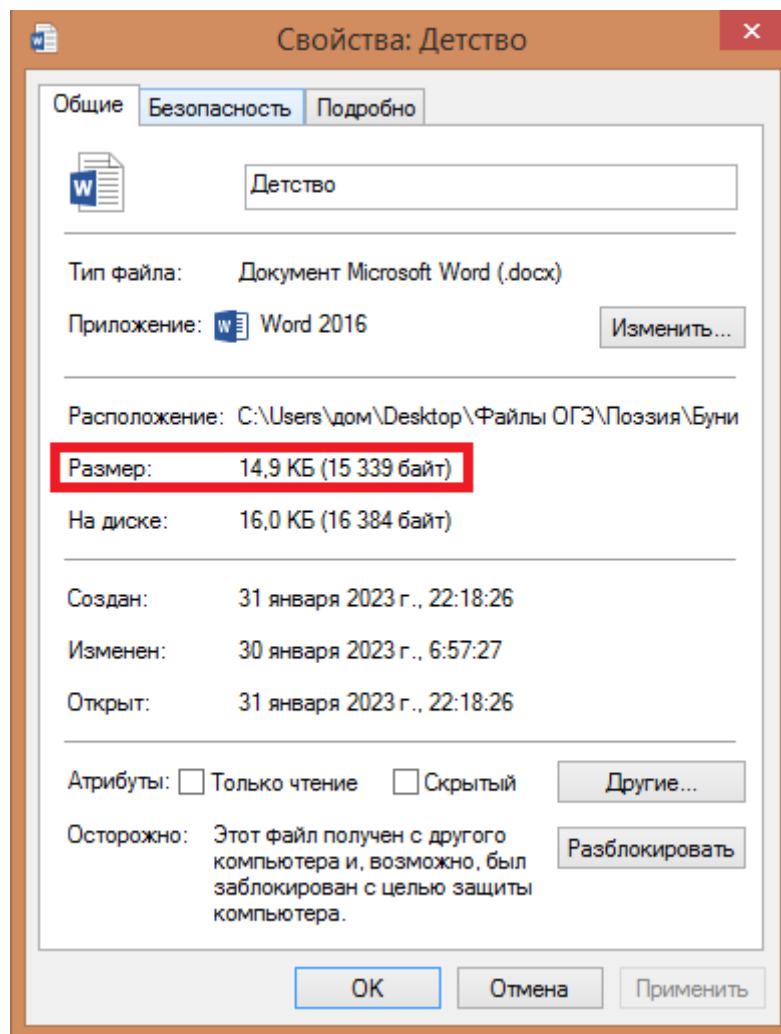 Свойства: Детство
Общие Безопасность Подробно
Детство
Тип файла: Документ Microsoft Word (.docx)
Приложение: Word 2016 Изменить...
Расположение: C:\Users\дом\Desktop\Файлы ОГЭ\Поэзия\Буни
Размер: 14,9 КБ (15 339 байт)
На диске: 16,0 КБ (16 384 байт)
Создан: 31 января 2023 г., 22:18:26
Изменен: 30 января 2023 г., 6:57:27
Открыт: 31 января 2023 г., 22:18:26
Атрибуты: Только чтение Скрытый Другие...
Осторожно: Этот файл получен с другого
компьютера и, возможно, был
заблокирован с целью защиты
компьютера.
Разблокировать
OK Отмена Применить